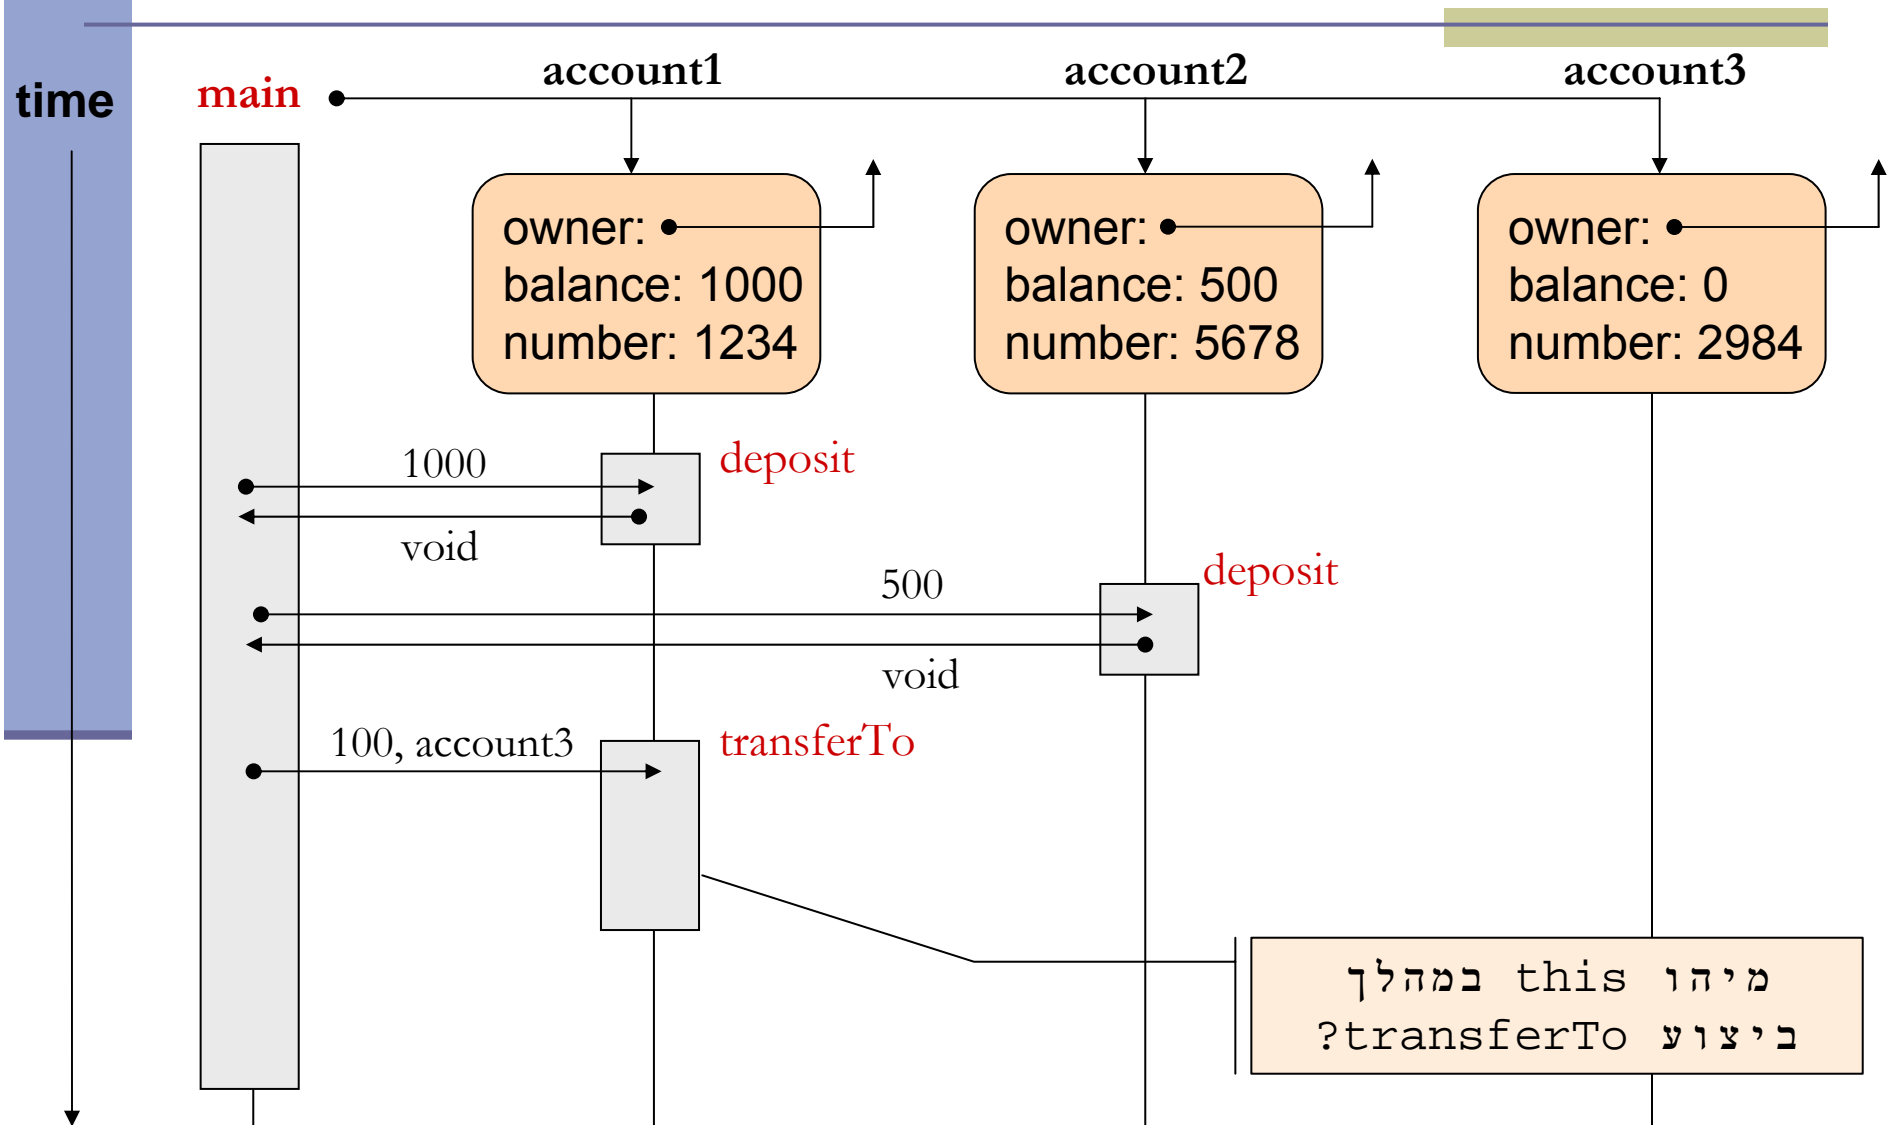 time
main
account1
account2
account3
owner:
balance: 1000
number: 1234
owner:
balance: 500
number: 5678
owner:
balance: 0
number: 2984
1000
deposit
void
500
deposit
void
100, account3
transferTo
מיהו this במהלך
ביצוע transferTo?